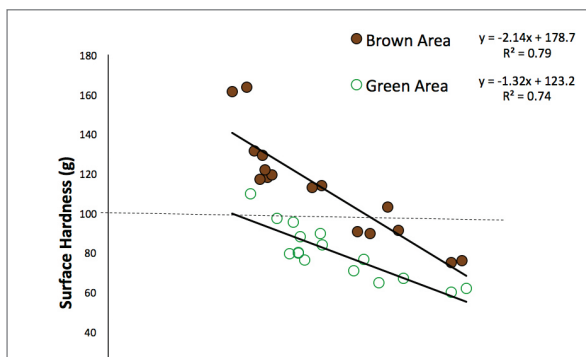 Brown Area
y = -2.14x + 178.7
R² = 0.79
Green Area
y = -1.32x + 123.2
R² = 0.74
Surface Hardness (g)
180
160
140
120
100
80
60
40